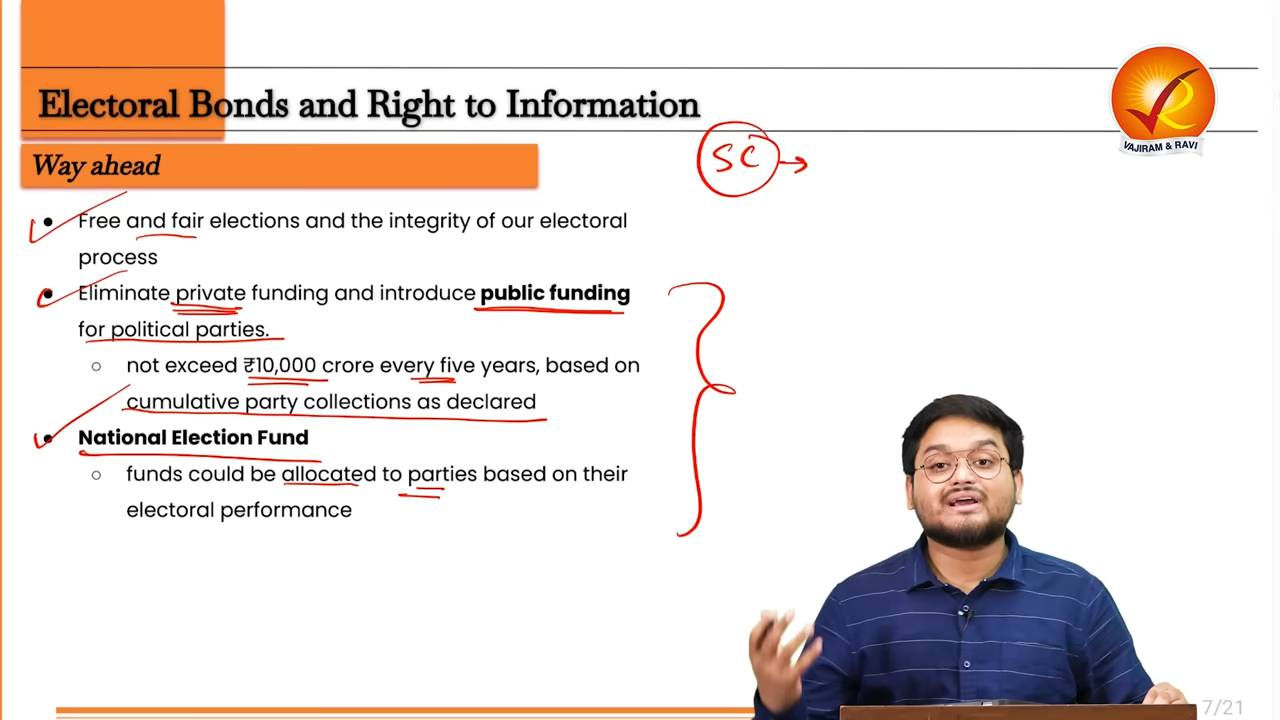 Electoral Bonds and Right to Information
VAJIRAM & RAVI
Way ahead
SC →
• Free and fair elections and the integrity of our electoral
process
• Eliminate private funding and introduce public funding
for political parties.
○ not exceed ₹10,000 crore every five years, based on
cumulative party collections as declared
• National Election Fund
○ funds could be allocated to parties based on their
electoral performance
7/21